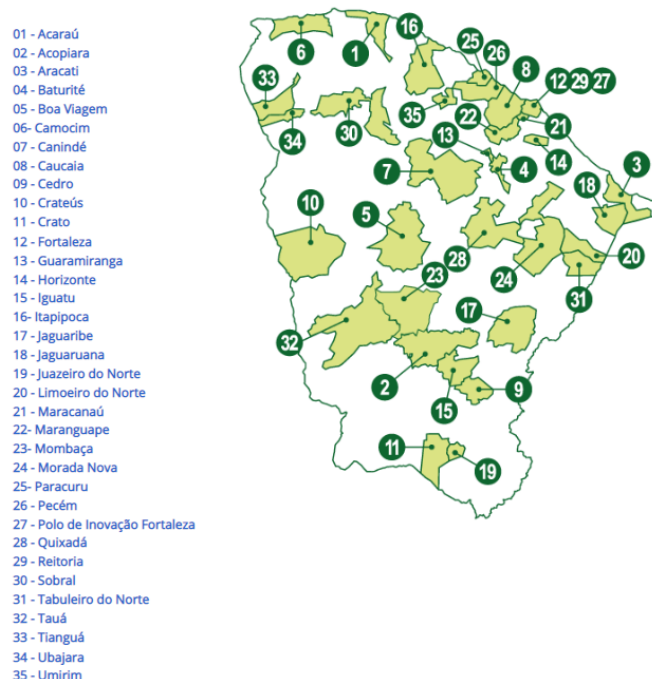 01 - Acaraú
02 - Acopiara
03 - Aracati
04 - Baturité
05 - Boa Viagem
06- Camocim
07 - Canindé
08 - Caucaia
09 - Cedro
10 - Crateús
11 - Crato
12 - Fortaleza
13 - Guaramiranga
14 - Horizonte
15 - Iguatu
16- Itapipoca
17 - Jaguaribe
18 - Jaguaruana
19 - Juazeiro do Norte
20 - Limoeiro do Norte
21 - Maracanaú
22- Maranguape
23- Mombaça
24 - Morada Nova
25- Paracuru
26 - Pecém
27 - Polo de Inovação Fortaleza
28 - Quixadá
29 - Reitoria
30 - Sobral
31 - Tabuleiro do Norte
32 - Tauá
33 - Tianguá
34 - Ubajara
35 - Umirim
6
1
16
25
26
8
12 29 27
33
34
30
35
22
21
13
14
7
4
3
18
10
5
28
23
24
20
31
32
17
2
15
9
11
19